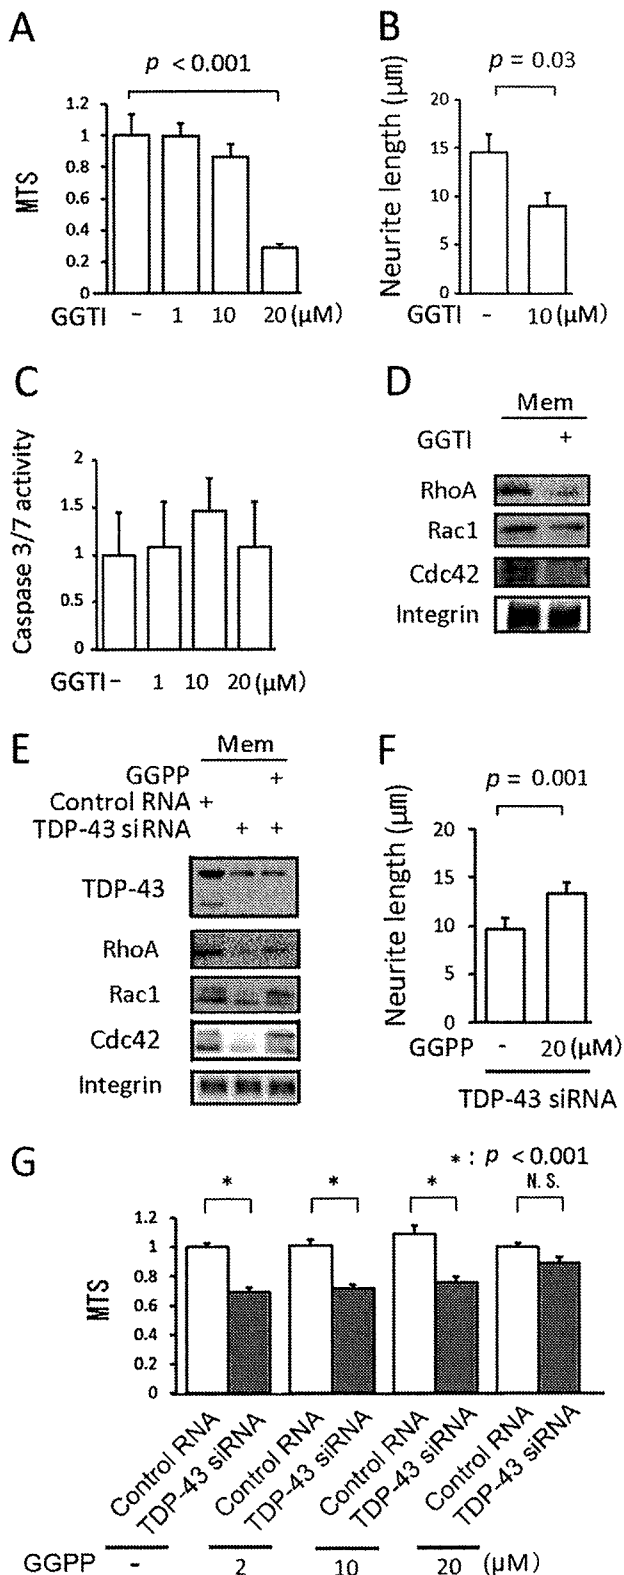 A
p < 0.001
MTS
1.2
1
0.8
0.6
0.4
0.2
0
GGTI - 1 10 20 (μM)
B
p = 0.03
Neurite length (μm)
20
15
10
5
0
GGTI - 10 (μM)
C
Caspase 3/7 activity
2
1.5
1
0.5
0
GGTI - 1 10 20 (μM)
D
Mem
GGTI +
RhoA
Rac1
Cdc42
Integrin
E
Mem
GGPP +
Control RNA +
TDP-43 siRNA + +
TDP-43
RhoA
Rac1
Cdc42
Integrin
F
p = 0.001
Neurite length (μm)
20
15
10
5
0
GGPP - 20 (μM)
TDP-43 siRNA
G
* : p < 0.001
* * * N.S.
MTS
1.2
1
0.8
0.6
0.4
0.2
0
Control RNA
TDP-43 siRNA
Control RNA
TDP-43 siRNA
Control RNA
TDP-43 siRNA
Control RNA
TDP-43 siRNA
GGPP - 2 10 20 (μM)